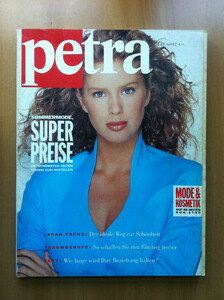 petra
SOMMERMODE,
SUPER
PREISE
MODE &
KOSMETIK
Der ideale Weg zur Schönheit
TRAUMBERUFE: So schaffen Sie den Einstieg
Wie lange wird Ihre Beziehung halten?